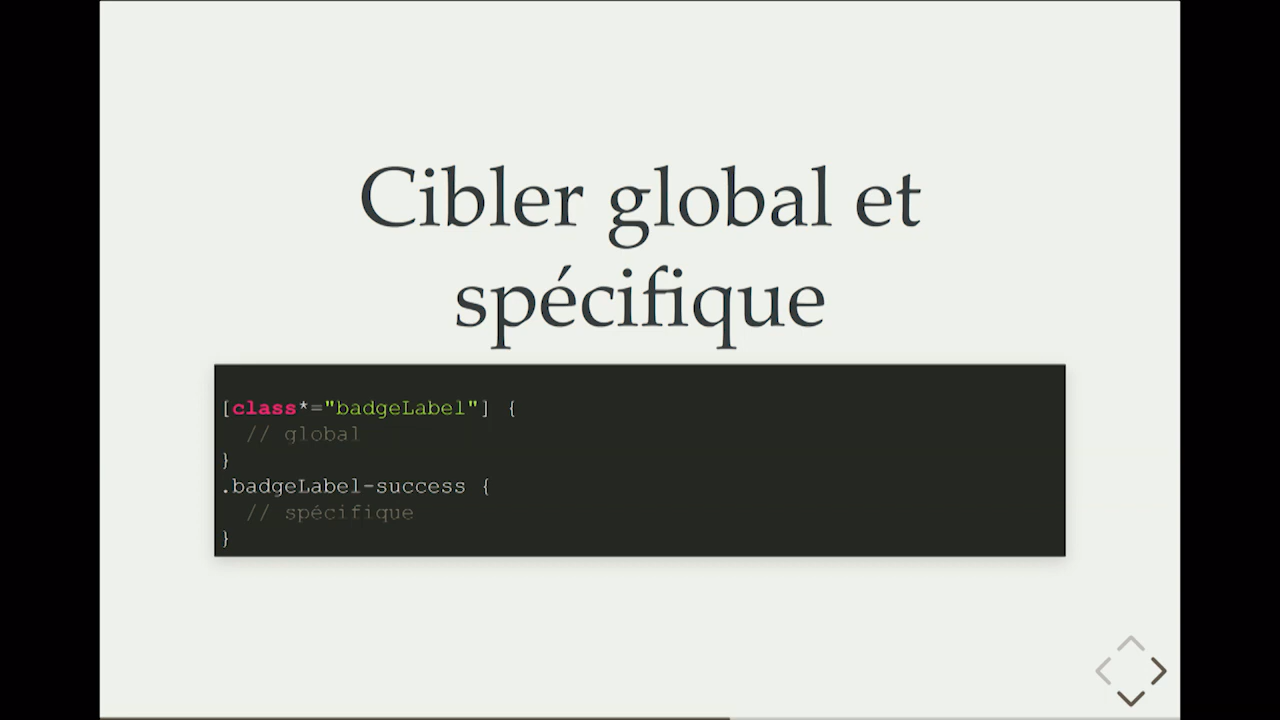 Cibler global et
spécifique
[class*="badgeLabel"] {
  // global
}
.badgeLabel-success {
  // spécifique
}